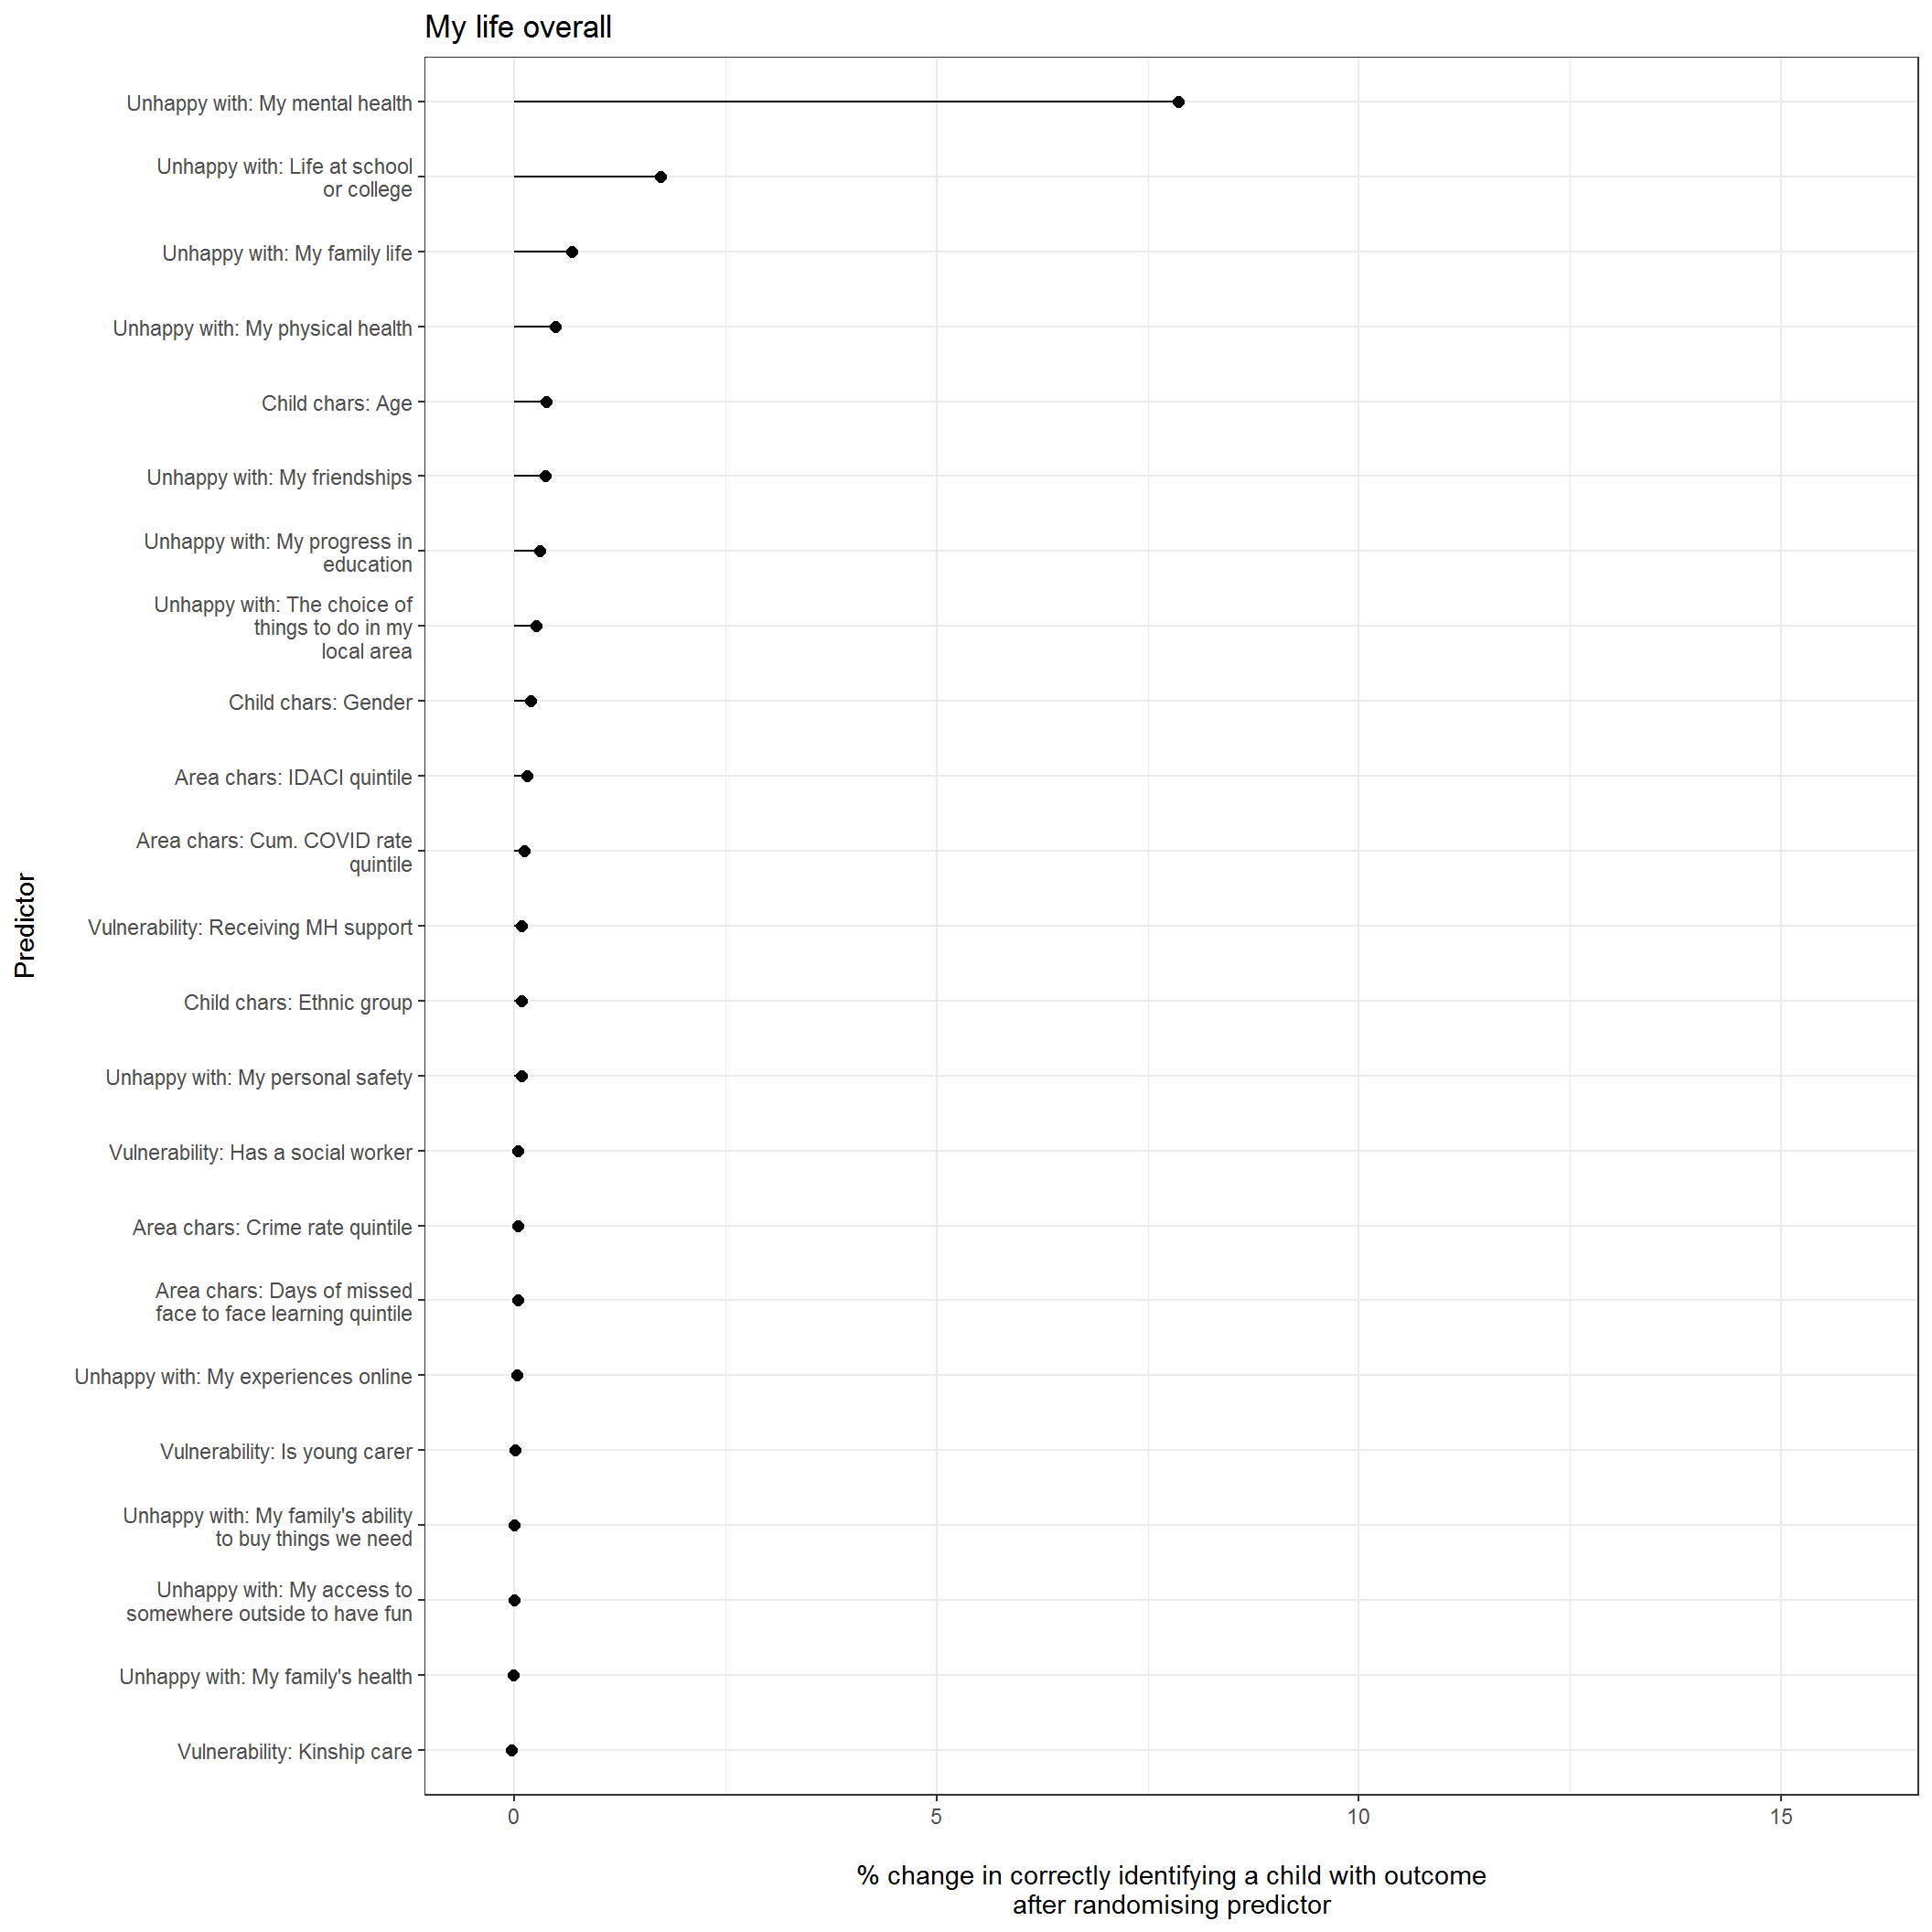 My life overall
Unhappy with: My mental health
Unhappy with: Life at school
or college
Unhappy with: My family life
Unhappy with: My physical health
Child chars: Age
Unhappy with: My friendships
Unhappy with: My progress in
education
Unhappy with: The choice of
things to do in my
local area
Child chars: Gender
Area chars: IDACI quintile
Area chars: Cum. COVID rate
quintile
Vulnerability: Receiving MH support
Child chars: Ethnic group
Unhappy with: My personal safety
Vulnerability: Has a social worker
Area chars: Crime rate quintile
Area chars: Days of missed
face to face learning quintile
Unhappy with: My experiences online
Vulnerability: Is young carer
Unhappy with: My family's ability
to buy things we need
Unhappy with: My access to
somewhere outside to have fun
Unhappy with: My family's health
Vulnerability: Kinship care
Predictor
0 5 10 15
% change in correctly identifying a child with outcome
after randomising predictor